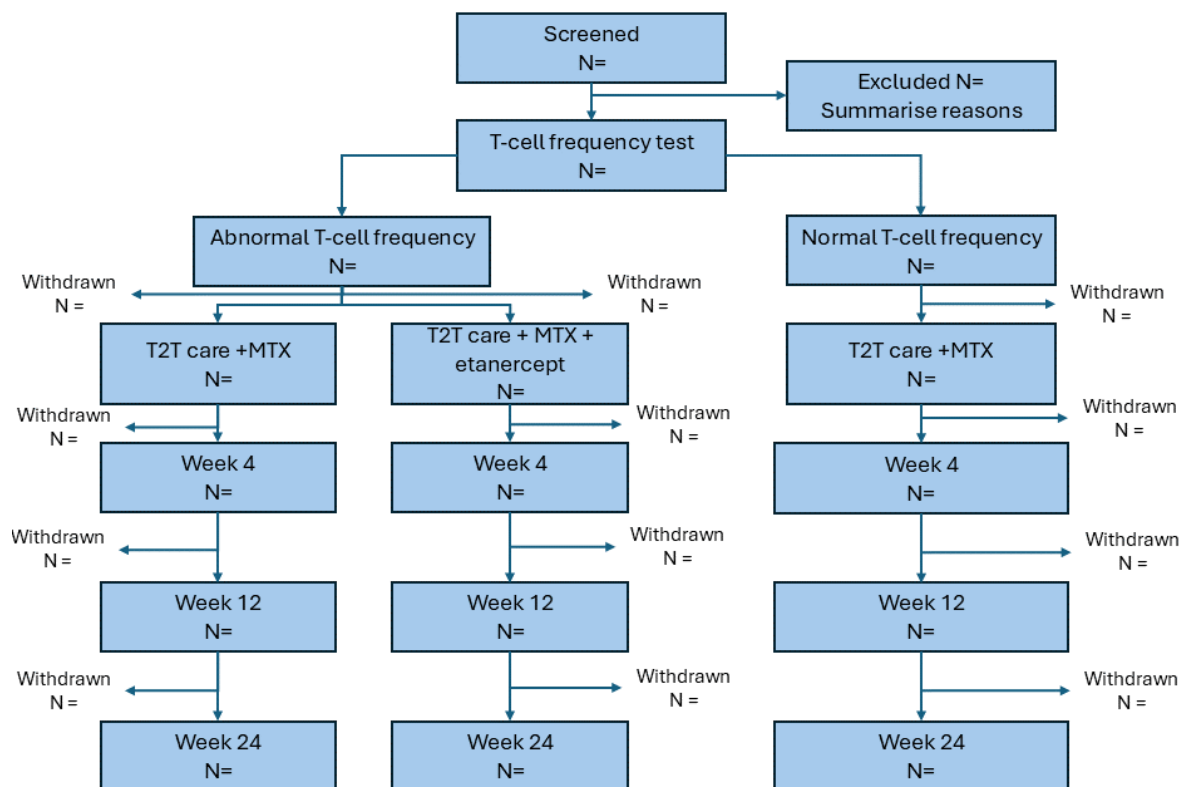 Screened
N=
Excluded N=
Summarise reasons
T-cell frequency test
N=
Abnormal T-cell frequency
N=
Normal T-cell frequency
N=
Withdrawn
N =
Withdrawn
N =
Withdrawn
N =
T2T care +MTX
N=
T2T care + MTX +
etanercept
N=
T2T care +MTX
N=
Withdrawn
N =
Withdrawn
N =
Withdrawn
N =
Week 4
N=
Week 4
N=
Week 4
N=
Withdrawn
N =
Withdrawn
N =
Withdrawn
N =
Week 12
N=
Week 12
N=
Week 12
N=
Withdrawn
N =
Withdrawn
N =
Withdrawn
N =
Week 24
N=
Week 24
N=
Week 24
N=